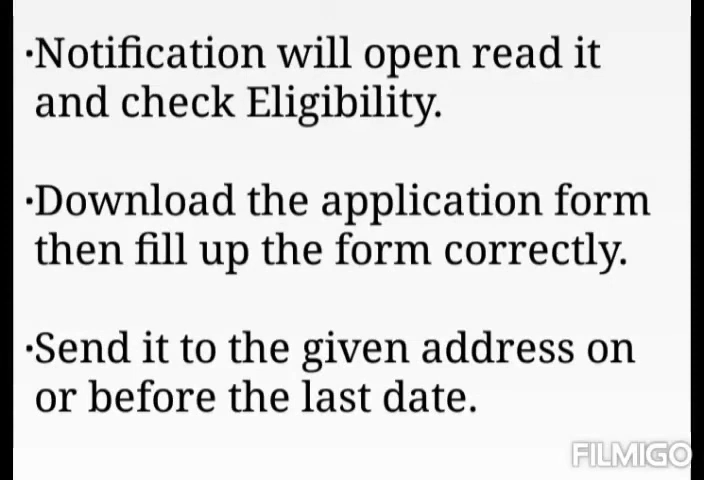 ·Notification will open read it
and check Eligibility.
·Download the application form
then fill up the form correctly.
·Send it to the given address on
or before the last date.
FILMIGO